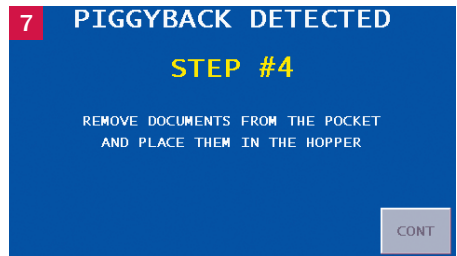 7
PIGGYBACK DETECTED
STEP #4
REMOVE DOCUMENTS FROM THE POCKET
AND PLACE THEM IN THE HOPPER
CONT